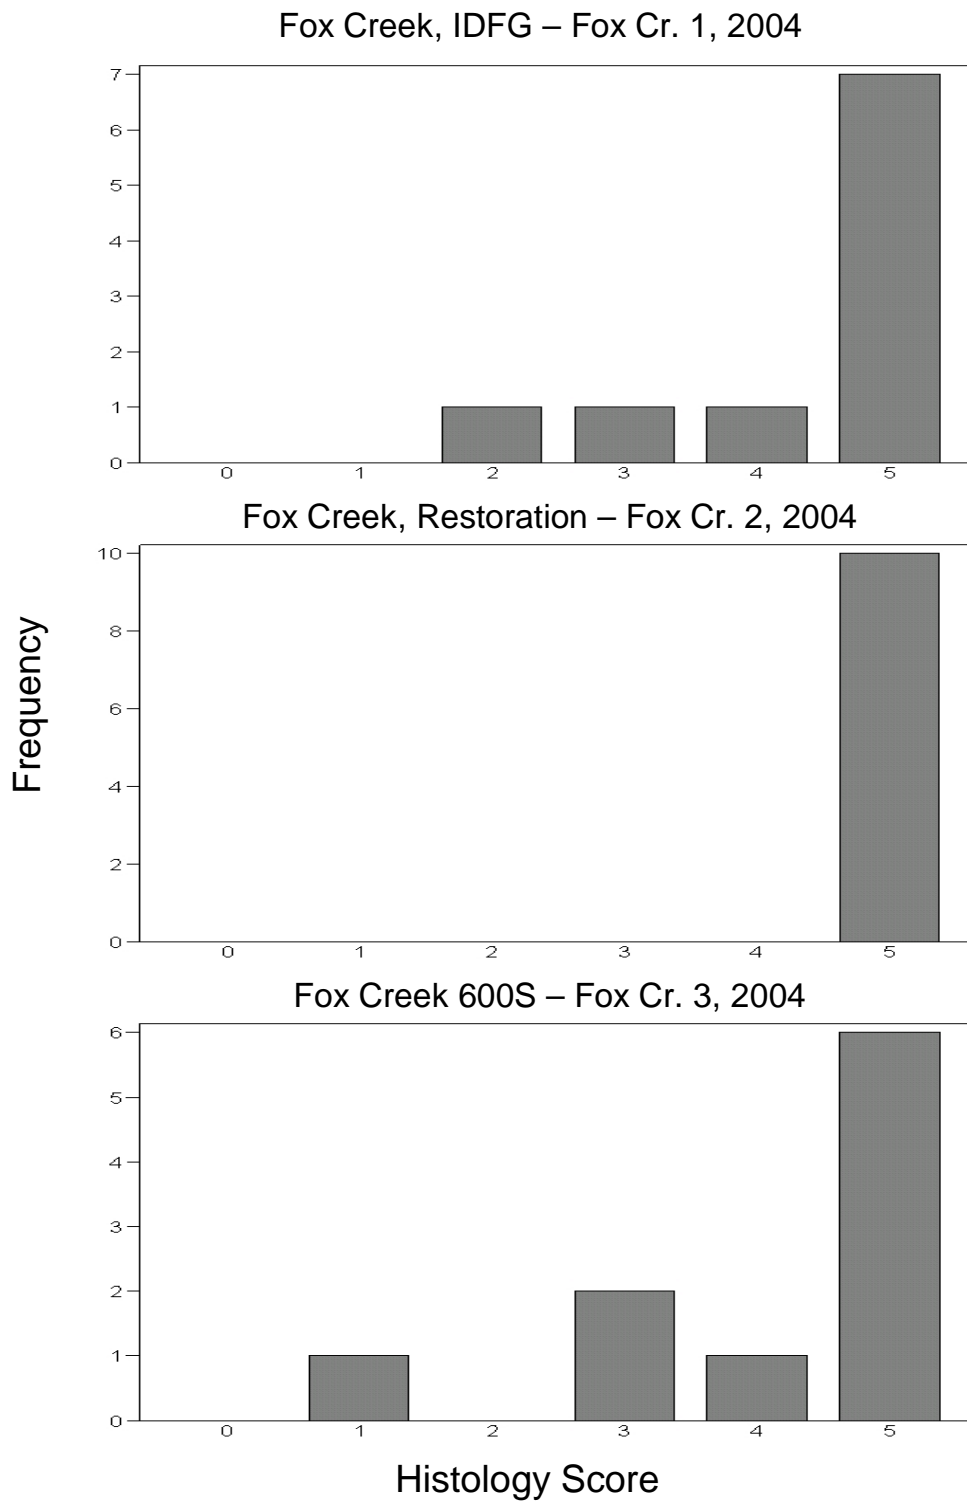 Fox Creek, IDFG – Fox Cr. 1, 2004
7
6
5
4
3
2
1
0
0 1 2 3 4 5
Fox Creek, Restoration – Fox Cr. 2, 2004
Frequency
10
8
6
4
2
0
0 1 2 3 4 5
Fox Creek 600S – Fox Cr. 3, 2004
6
5
4
3
2
1
0
0 1 2 3 4 5
Histology Score